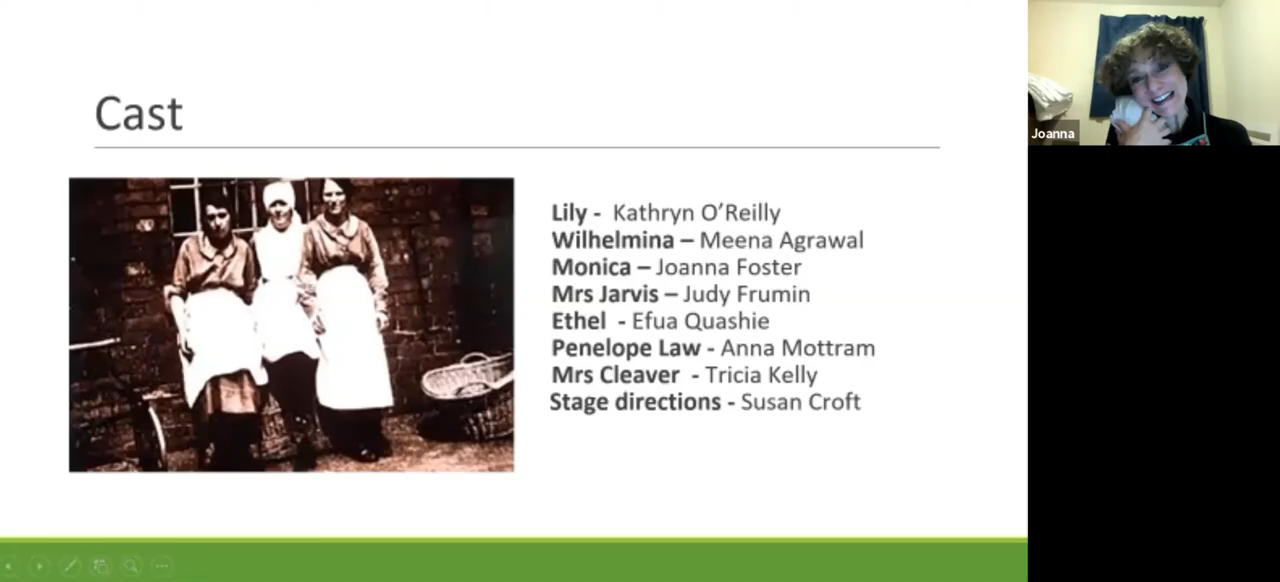 Cast
Lily -  Kathryn O’Reilly
Wilhelmina – Meena Agrawal
Monica – Joanna Foster
Mrs Jarvis – Judy Frumin
Ethel  - Efua Quashie
Penelope Law - Anna Mottram
Mrs Cleaver  - Tricia Kelly
Stage directions - Susan Croft
Joanna